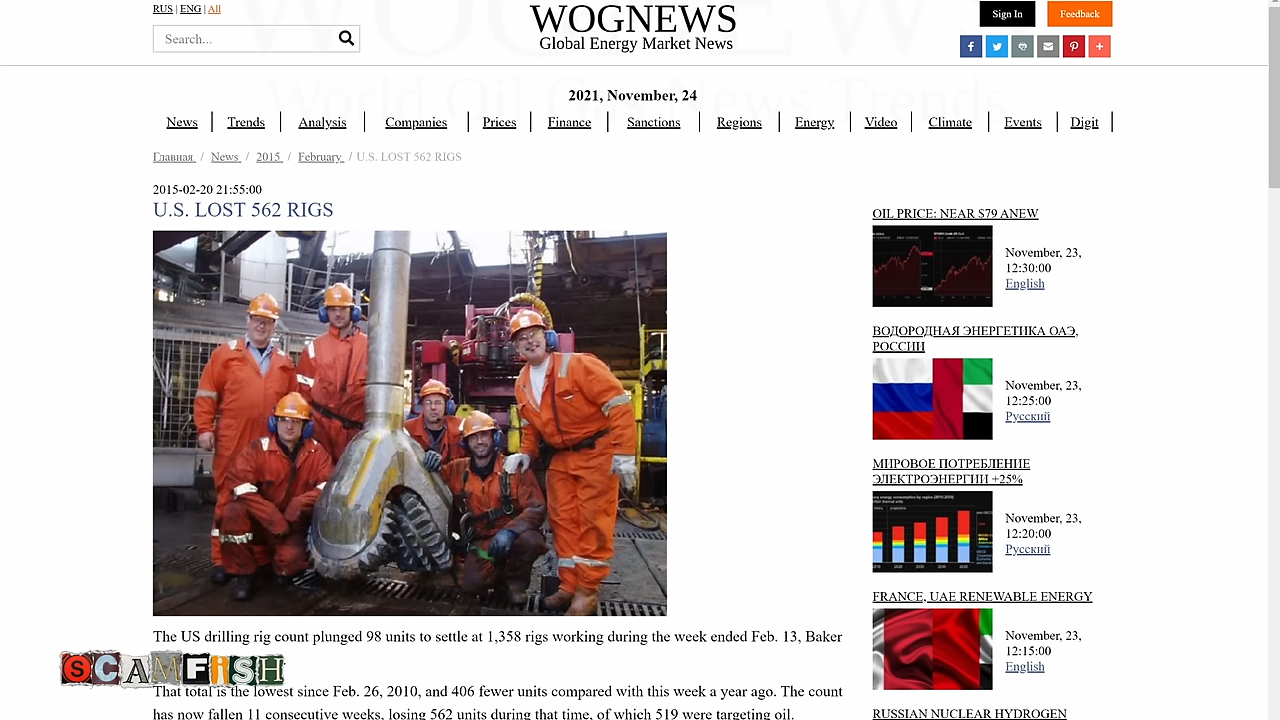 RUS | ENG | All
Search...
WOGNEWS
Global Energy Market News
Sign In
Feedback
2021, November, 24
News
Trends
Analysis
Companies
Prices
Finance
Sanctions
Regions
Energy
Video
Climate
Events
Digit
Главная / News / 2015 / February / U.S. LOST 562 RIGS
2015-02-20 21:55:00
U.S. LOST 562 RIGS
The US drilling rig count plunged 98 units to settle at 1,358 rigs working during the week ended Feb. 13, Baker
SCAMFISH
That total is the lowest since Feb. 26, 2010, and 406 fewer units compared with this week a year ago. The count
has now fallen 11 consecutive weeks, losing 562 units during that time, of which 519 were targeting oil.
OIL PRICE: NEAR $79 ANEW
November, 23,
12:30:00
English
ВОДОРОДНАЯ ЭНЕРГЕТИКА ОАЭ,
РОССИИ
November, 23,
12:25:00
Русский
МИРОВОЕ ПОТРЕБЛЕНИЕ
ЭЛЕКТРОЭНЕРГИИ +25%
November, 23,
12:20:00
Русский
FRANCE, UAE RENEWABLE ENERGY
November, 23,
12:15:00
English
RUSSIAN NUCLEAR HYDROGEN